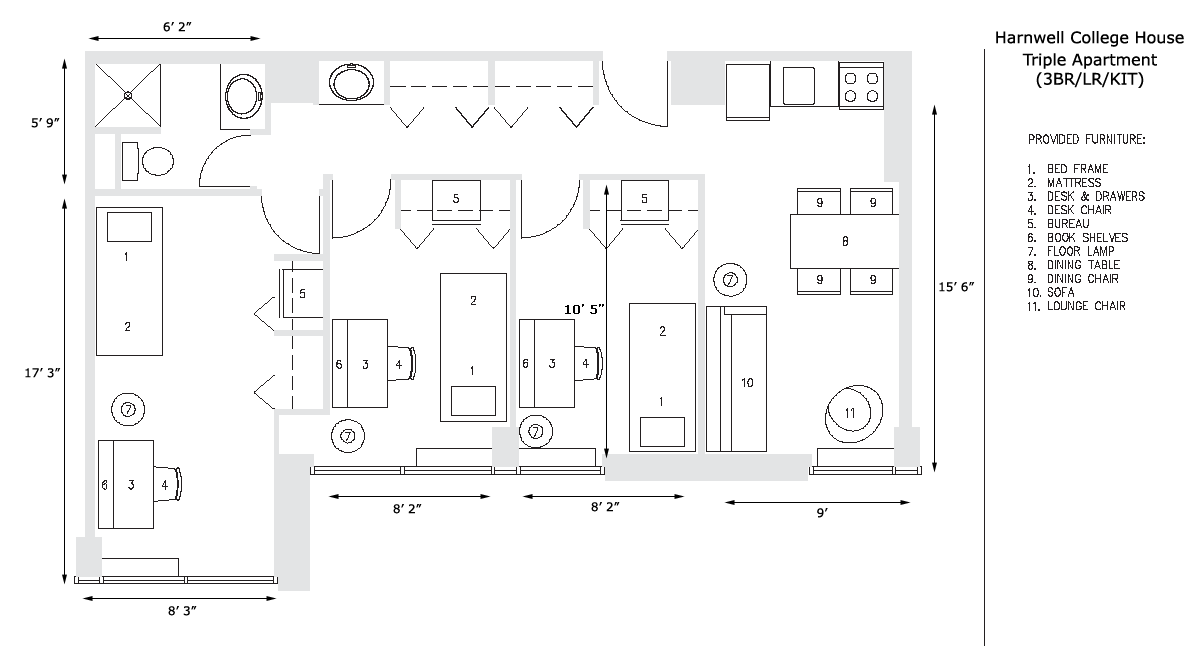 6' 2"
Harnwell College House
Triple Apartment
(3BR/LR/KIT)
5' 9"
PROVIDED FURNITURE:
1. BED FRAME
2. MATTRESS
3. DESK & DRAWERS
4. DESK CHAIR
5. BUREAU
6. BOOK SHELVES
7. FLOOR LAMP
8. DINING TABLE
9. DINING CHAIR
10. SOFA
11. LOUNGE CHAIR
5
5
9
9
8
1
7
9
9
15' 6"
5
2
10' 5"
2
2
6
3
4
1
6
3
4
17' 3"
10
1
7
11
7
7
6
3
4
8' 2"
8' 2"
9'
8' 3"